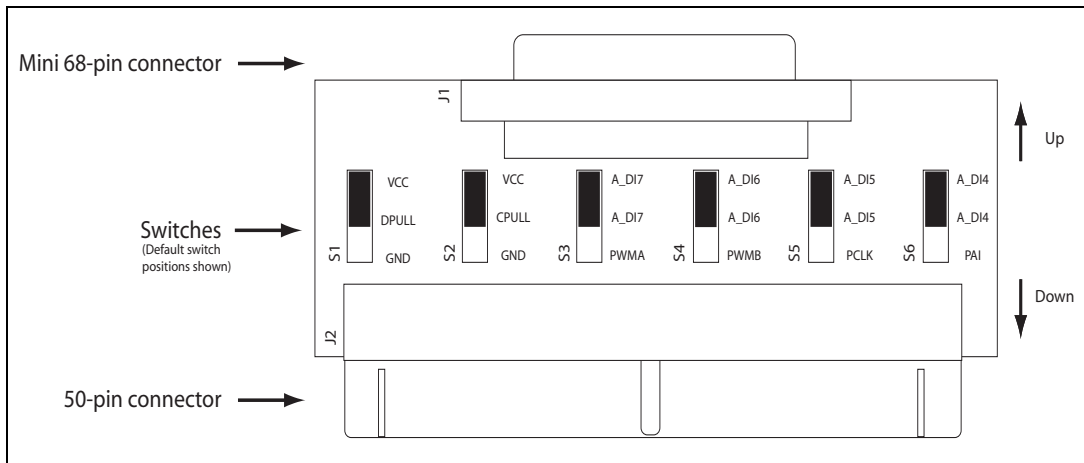 Mini 68-pin connector
J1
Up
VCC
DPULL
GND
S1
VCC
CPULL
GND
S2
A_DI7
A_DI7
PWMA
S3
A_DI6
A_DI6
PWMB
S4
A_DI5
A_DI5
PCLK
S5
A_DI4
A_DI4
PAI
S6
Switches
(Default switch
positions shown)
Down
J2
50-pin connector